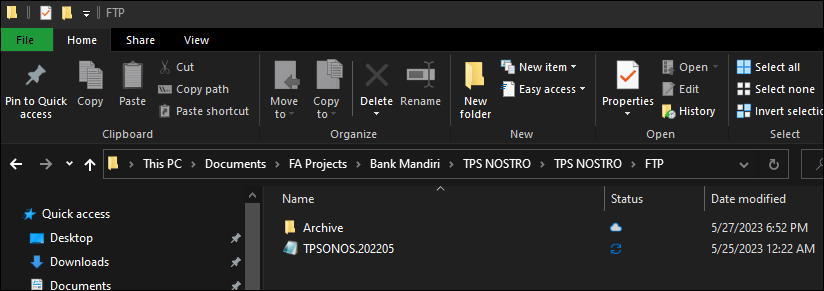 FTP
File Home Share View
Pin to Quick access
Copy
Paste
Cut
Copy path
Paste shortcut
Clipboard
Move to
Copy to
Delete
Rename
Organize
New folder
New item
Easy access
New
Properties
Open
Edit
History
Open
Select all
Select none
Invert selectio
Select
This PC > Documents > FA Projects > Bank Mandiri > TPS NOSTRO > TPS NOSTRO > FTP
Quick access
Desktop
Downloads
Documents
Name Status Date modified
Archive 5/27/2023 6:52 PM
TPSONOS.202205 5/25/2023 12:22 AM